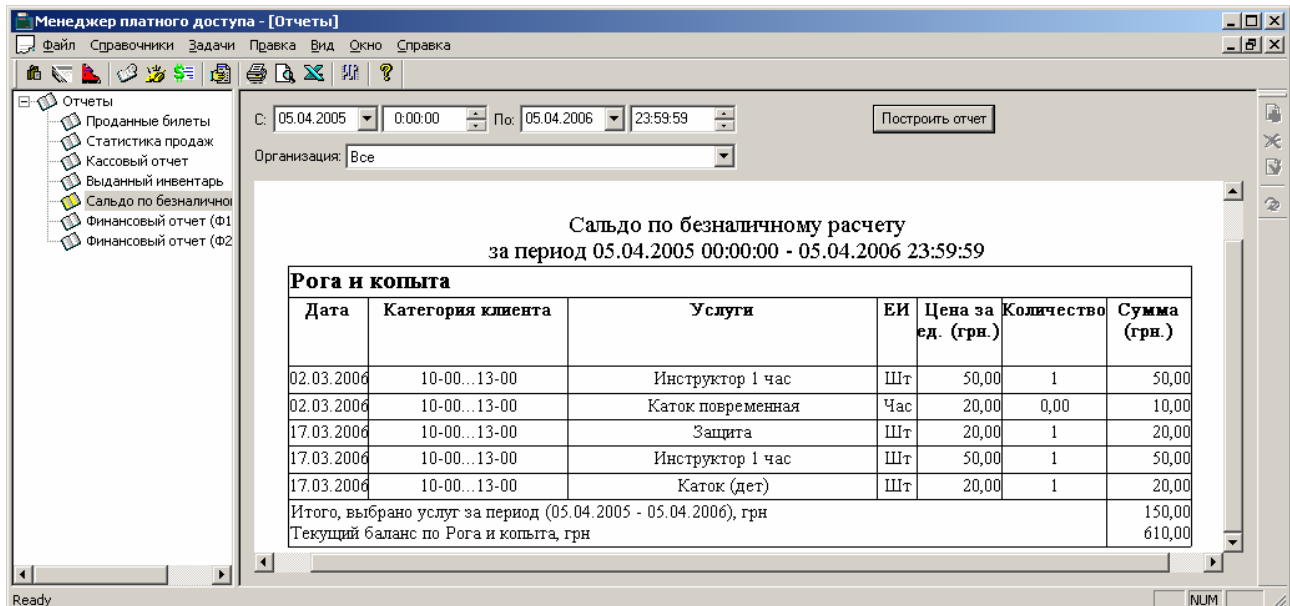 Менеджер платного доступа - [Отчеты]
Файл Справочники Задачи Правка Вид Окно Справка
Отчеты
Проданные билеты
Статистика продаж
Кассовый отчет
Выданный инвентарь
Сальдо по безналично
Финансовый отчет (Ф1
Финансовый отчет (Ф2
С: 05.04.2005 0:00:00 По: 05.04.2006 23:59:59 Построить отчет
Организация: Все
Сальдо по безналичному расчету
за период 05.04.2005 00:00:00 - 05.04.2006 23:59:59
Рога и копыта
Дата Категория клиента Услуги ЕИ Цена за Количество Сумма
ед. (грн.) (грн.)
02.03.2006 10-00...13-00 Инструктор 1 час Шт 50,00 1 50,00
02.03.2006 10-00...13-00 Каток повременная Час 20,00 0,00 10,00
17.03.2006 10-00...13-00 Защита Шт 20,00 1 20,00
17.03.2006 10-00...13-00 Инструктор 1 час Шт 50,00 1 50,00
17.03.2006 10-00...13-00 Каток (дет) Шт 20,00 1 20,00
Итого, выбрано услуг за период (05.04.2005 - 05.04.2006), грн 150,00
Текущий баланс по Рога и копыта, грн 610,00
Ready NUM